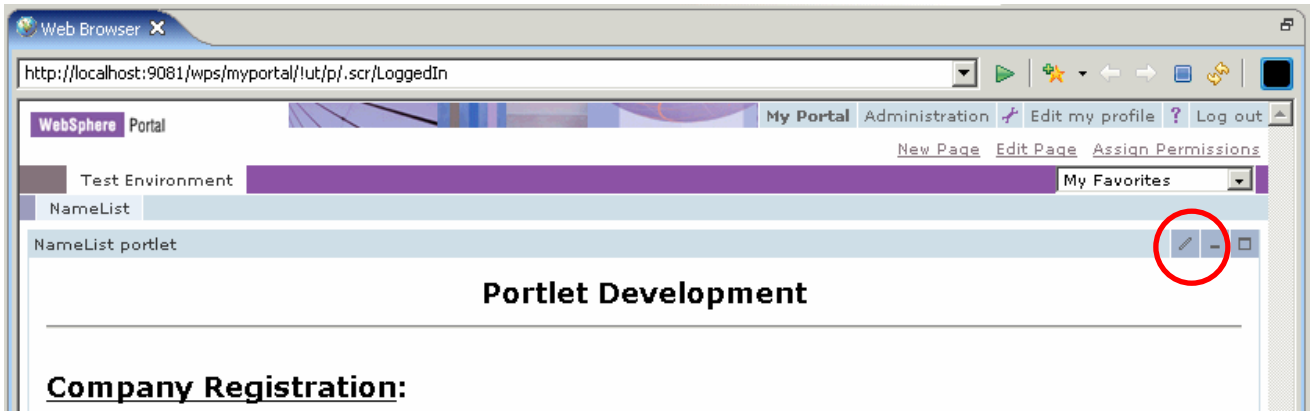 Web Browser
http://localhost:9081/wps/myportal/!ut/p/.scr/LoggedIn
WebSphere Portal My Portal Administration Edit my profile ? Log out
New Page Edit Page Assign Permissions
Test Environment My Favorites
NameList
NameList portlet
Portlet Development
Company Registration: